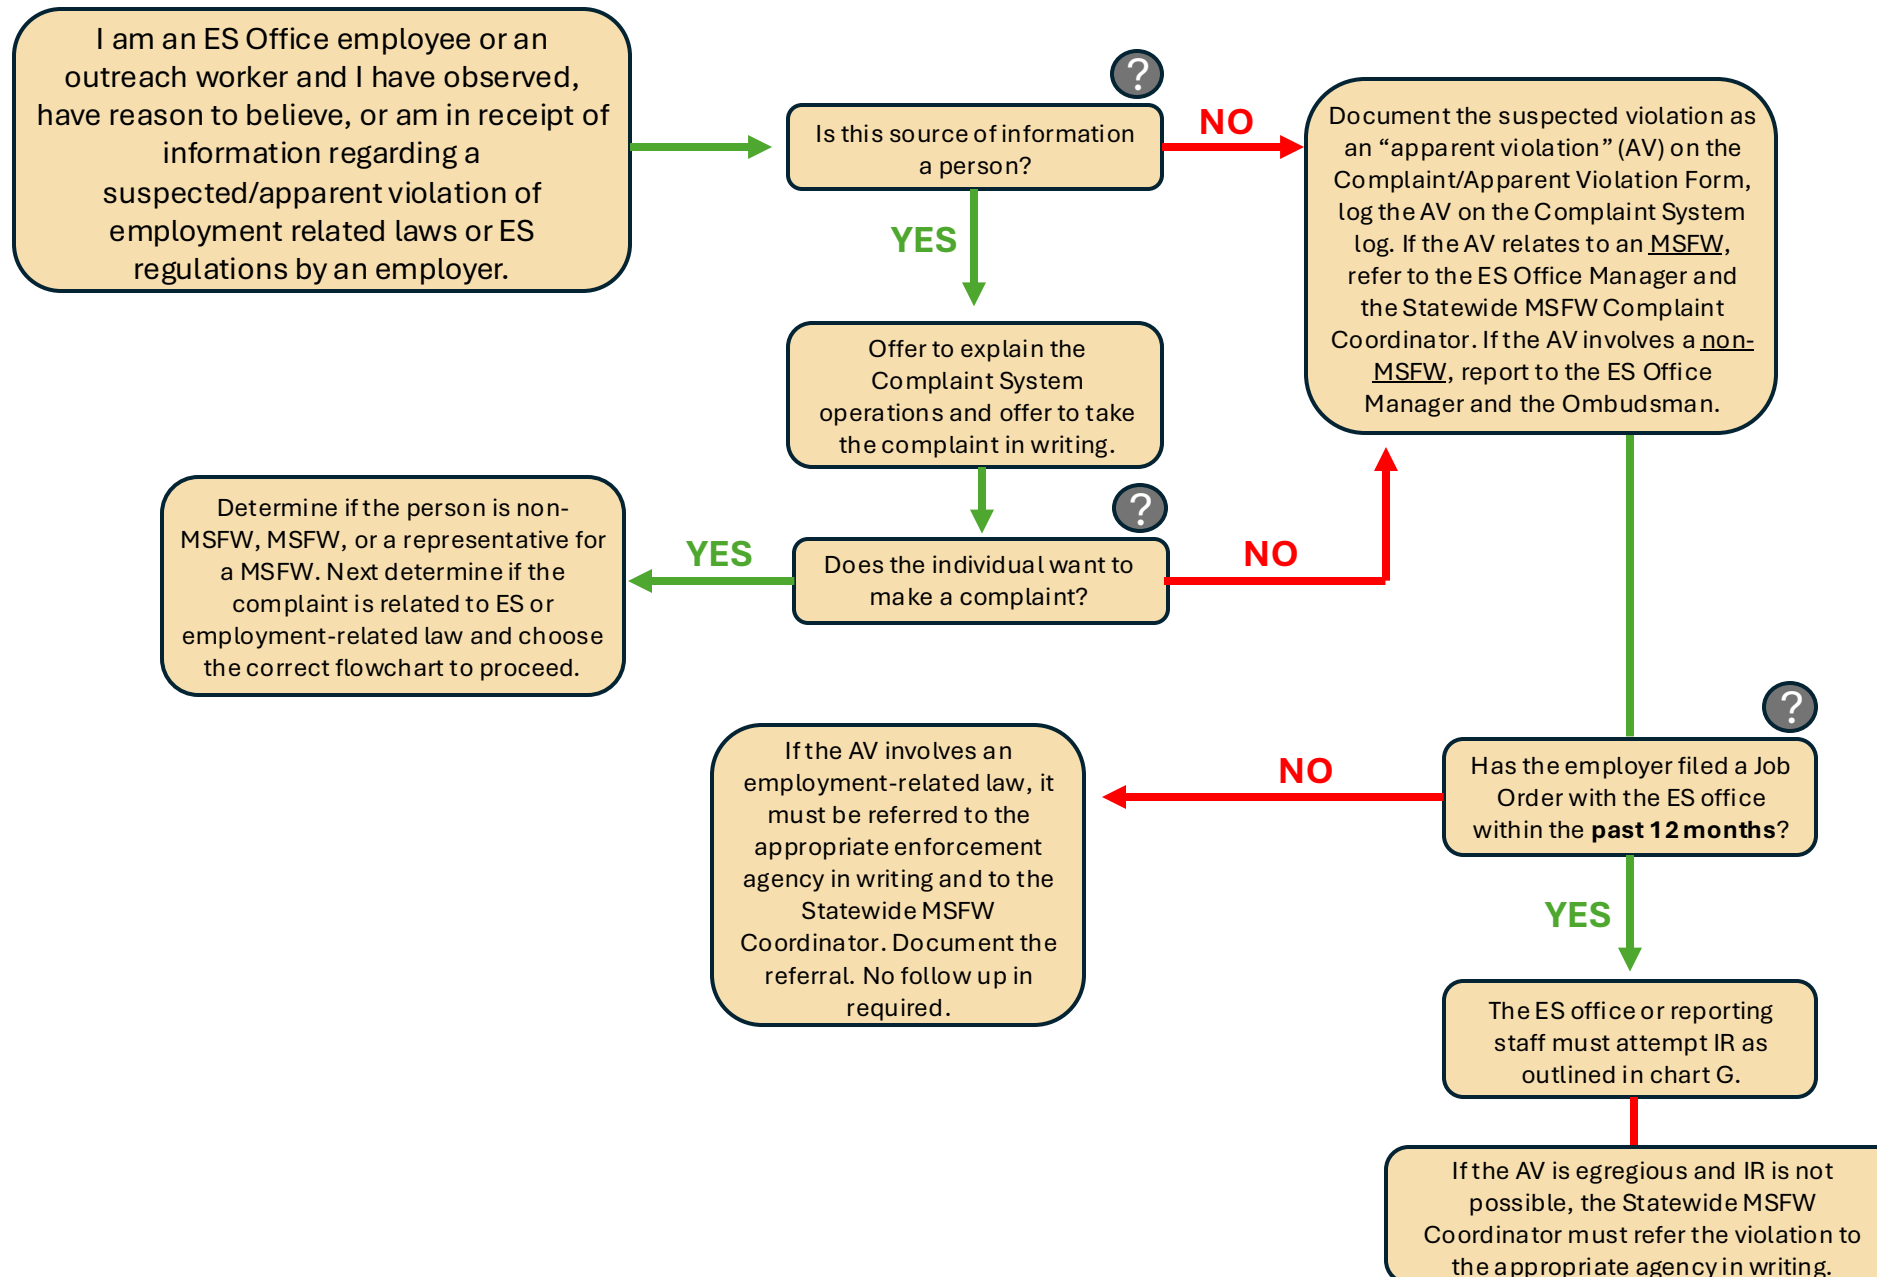 I am an ES Office employee or an
outreach worker and I have observed,
have reason to believe, or am in receipt of
information regarding a
suspected/apparent violation of
employment related laws or ES
regulations by an employer.
?
Is this source of information
a person?
NO
YES
Document the suspected violation as
an “apparent violation” (AV) on the
Complaint/Apparent Violation Form,
log the AV on the Complaint System
log. If the AV relates to an MSFW,
refer to the ES Office Manager and
the Statewide MSFW Complaint
Coordinator. If the AV involves a non-
MSFW, report to the ES Office
Manager and the Ombudsman.
Offer to explain the
Complaint System
operations and offer to take
the complaint in writing.
?
Does the individual want to
make a complaint?
YES
NO
Determine if the person is non-
MSFW, MSFW, or a representative for
a MSFW. Next determine if the
complaint is related to ES or
employment-related law and choose
the correct flowchart to proceed.
?
Has the employer filed a Job
Order with the ES office
within the past 12 months?
NO
If the AV involves an
employment-related law, it
must be referred to the
appropriate enforcement
agency in writing and to the
Statewide MSFW
Coordinator. Document the
referral. No follow up in
required.
YES
The ES office or reporting
staff must attempt IR as
outlined in chart G.
If the AV is egregious and IR is not
possible, the Statewide MSFW
Coordinator must refer the violation to
the appropriate agency in writing.